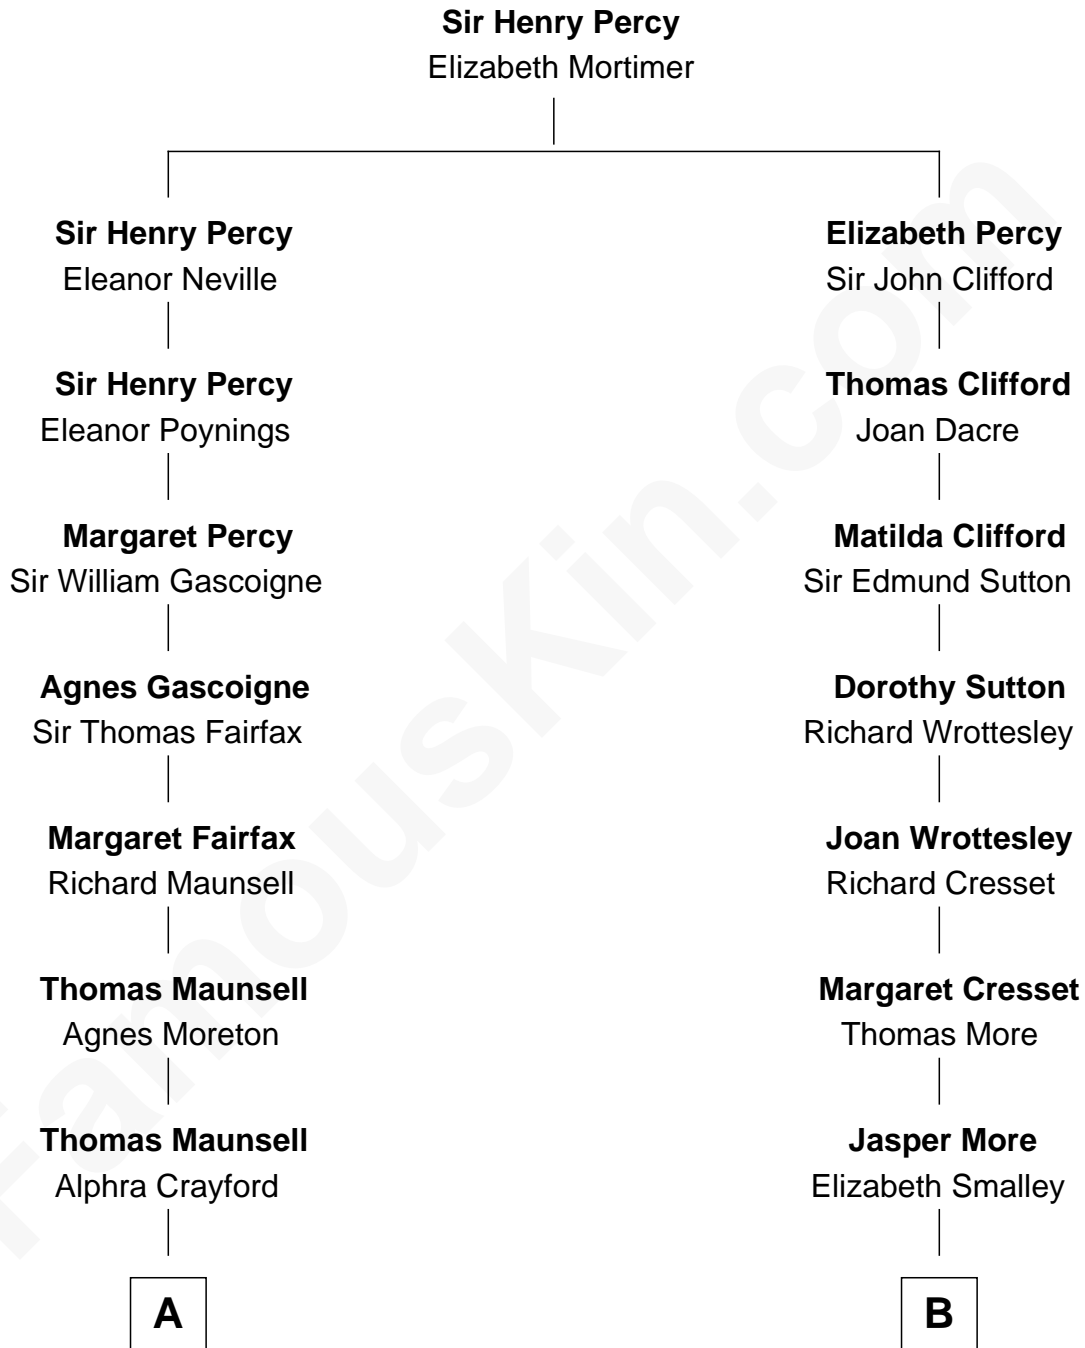 Sir Henry Percy
Elizabeth Mortimer
Sir Henry Percy
Eleanor Neville
Elizabeth Percy
Sir John Clifford
Sir Henry Percy
Eleanor Poynings
Thomas Clifford
Joan Dacre
Margaret Percy
Sir William Gascoigne
Matilda Clifford
Sir Edmund Sutton
Agnes Gascoigne
Sir Thomas Fairfax
Dorothy Sutton
Richard Wrottesley
Margaret Fairfax
Richard Maunsell
Joan Wrottesley
Richard Cresset
Thomas Maunsell
Agnes Moreton
Margaret Cresset
Thomas More
Thomas Maunsell
Alphra Crayford
Jasper More
Elizabeth Smalley
A
B
FamousKin.com